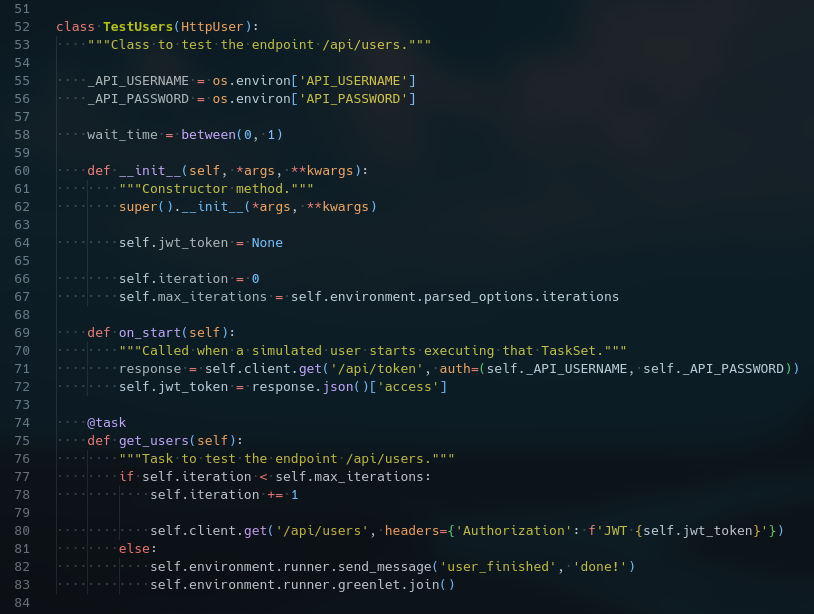 51
52 class TestUsers(HttpUser):
53     """Class to test the endpoint /api/users."""
54
55     _API_USERNAME = os.environ['API_USERNAME']
56     _API_PASSWORD = os.environ['API_PASSWORD']
57
58     wait_time = between(0, 1)
59
60     def __init__(self, *args, **kwargs):
61         """Constructor method."""
62         super().__init__(*args, **kwargs)
63
64         self.jwt_token = None
65
66         self.iteration = 0
67         self.max_iterations = self.environment.parsed_options.iterations
68
69     def on_start(self):
70         """Called when a simulated user starts executing that TaskSet."""
71         response = self.client.get('/api/token', auth=(self._API_USERNAME, self._API_PASSWORD))
72         self.jwt_token = response.json()['access']
73
74     @task
75     def get_users(self):
76         """Task to test the endpoint /api/users."""
77         if self.iteration < self.max_iterations:
78             self.iteration += 1
79
80             self.client.get('/api/users', headers={'Authorization': f'JWT {self.jwt_token}'})
81         else:
82             self.environment.runner.send_message('user_finished', 'done!')
83             self.environment.runner.greenlet.join()
84